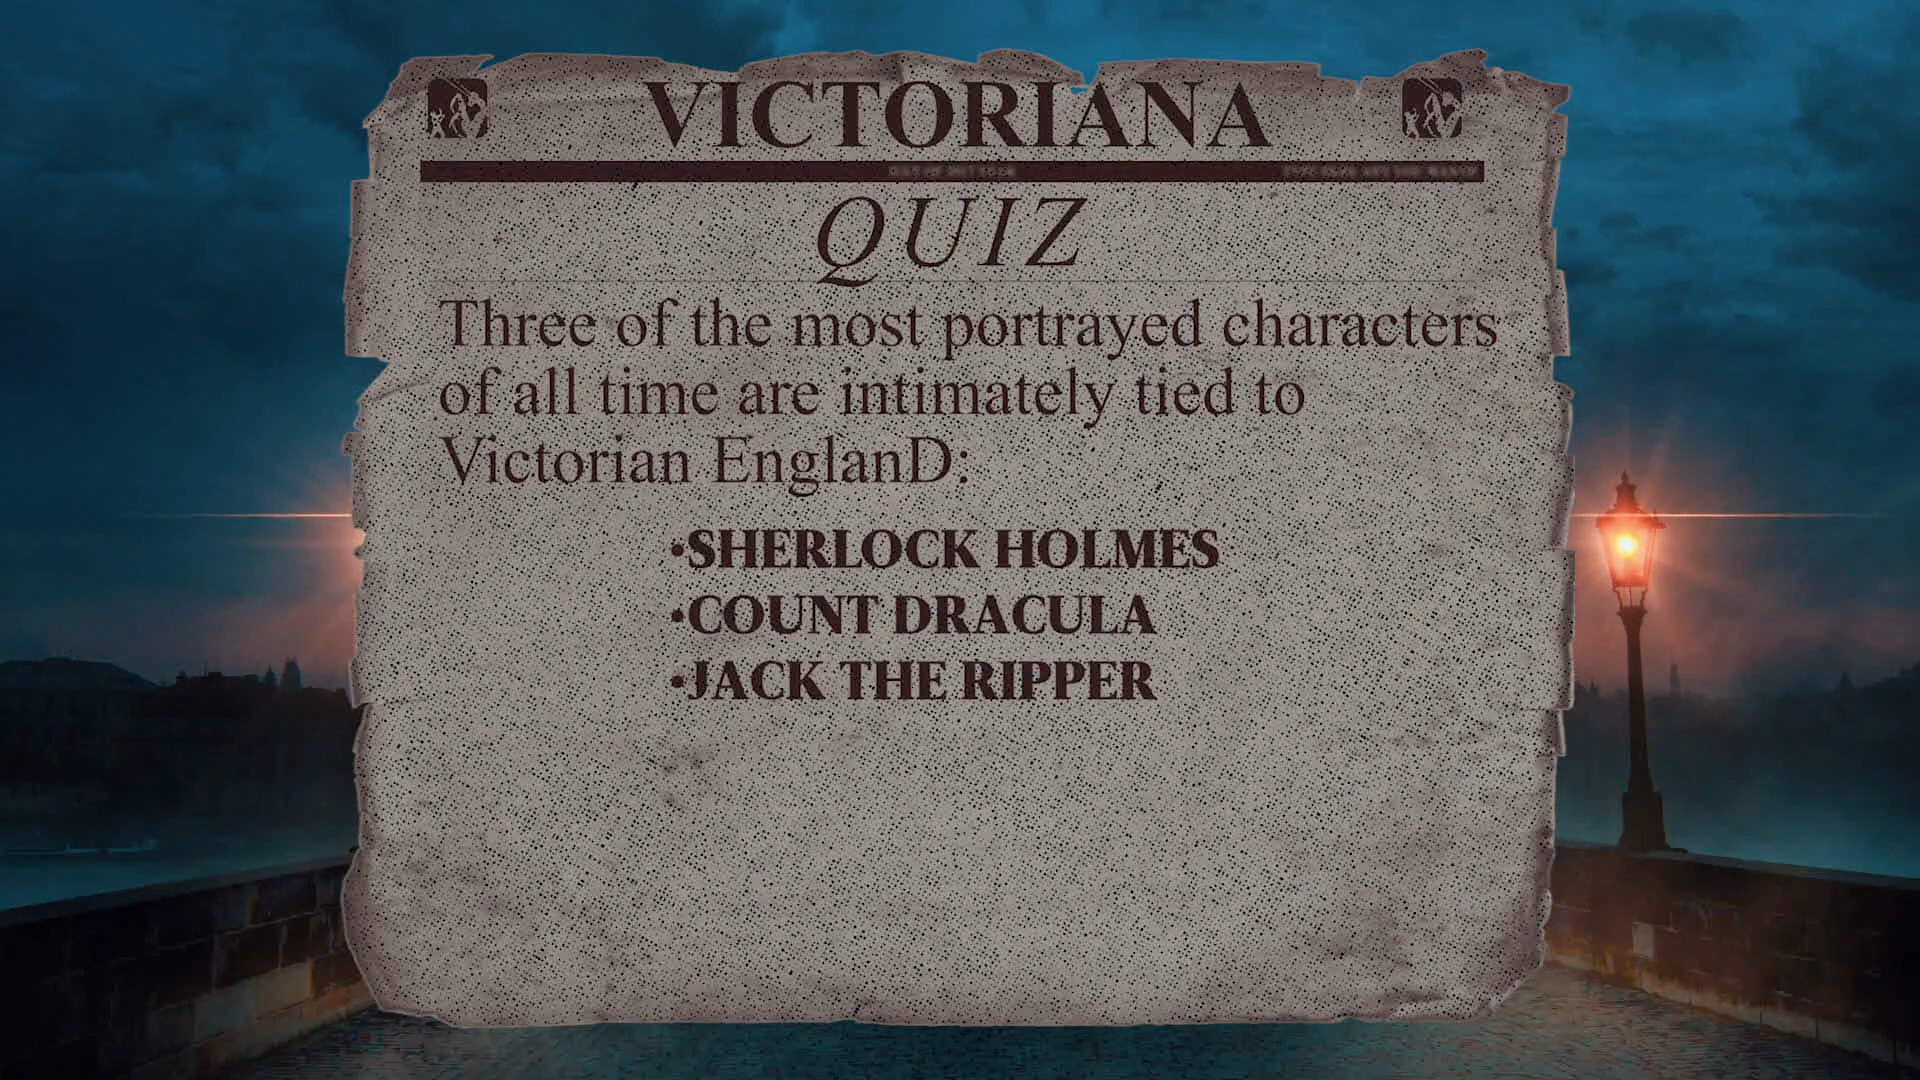 VICTORIANA
QUIZ
Three of the most portrayed characters
of all time are intimately tied to
Victorian EnglanD:
•SHERLOCK HOLMES
•COUNT DRACULA
•JACK THE RIPPER